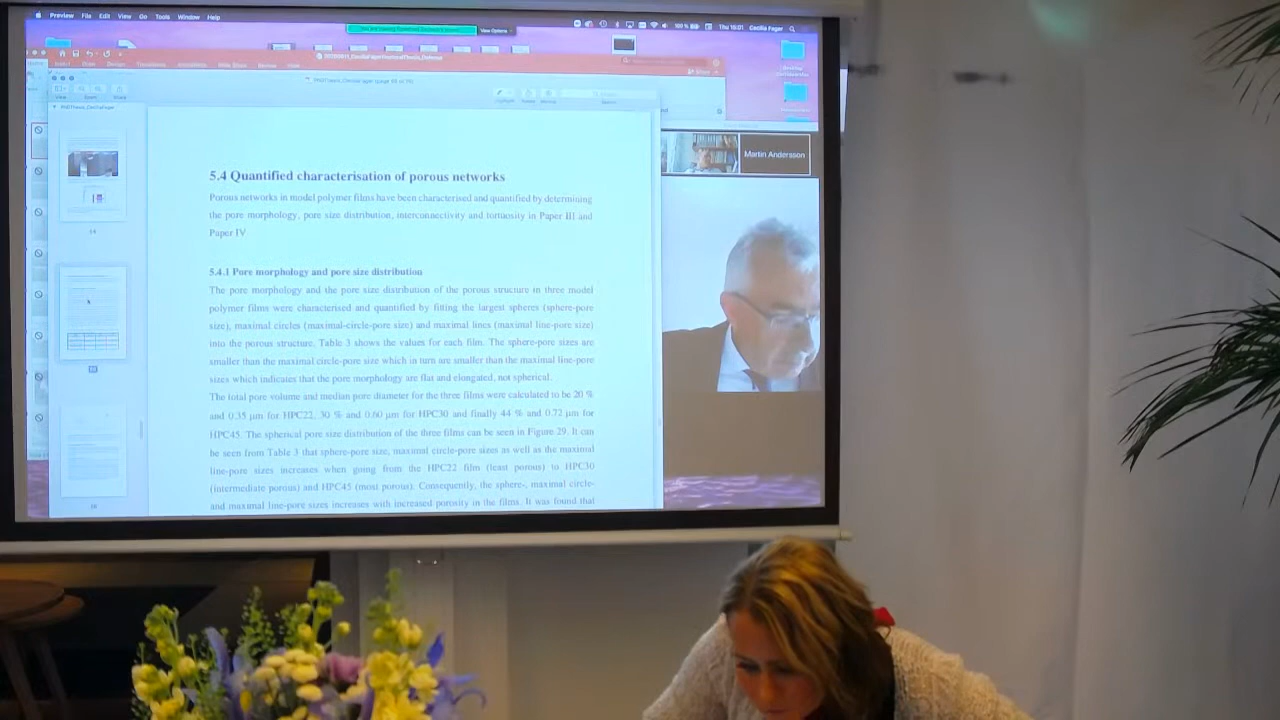 Preview File Edit View Go Tools Window Help
Thu 15:01 Cecilia Fager
View Options
Martin Andersson
5.4 Quantified characterisation of porous networks
Porous networks in model polymer films have been characterised and quantified by determining
the pore morphology, pore size distribution, interconnectivity and tortuosity in Paper III and
Paper IV
5.4.1 Pore morphology and pore size distribution
The pore morphology and the pore size distribution of the porous structure in three model
polymer films were characterised and quantified by fitting the largest spheres (sphere-pore
size), maximal circles (maximal-circle-pore size) and maximal lines (maximal line-pore size)
into the porous structure. Table 3 shows the values for each film. The sphere-pore sizes are
smaller than the maximal circle-pore size which in turn are smaller than the maximal line-pore
sizes which indicates that the pore morphology are flat and elongated, not spherical.
The total pore volume and median pore diameter for the three films were calculated to be 20 %
and 0.35 µm for HPC22, 30 % and 0.60 µm for HPC30 and finally 44 % and 0.72 µm for
HPC45. The spherical pore size distribution of the three films can be seen in Figure 29. It can
be seen from Table 3 that sphere-pore size, maximal circle-pore sizes as well as the maximal
line-pore sizes increases when going from the HPC22 film (least porous) to HPC30
(intermediate porous) and HPC45 (most porous). Consequently, the sphere-, maximal circle-
and maximal line-pore sizes increases with increased porosity in the films. It was found that